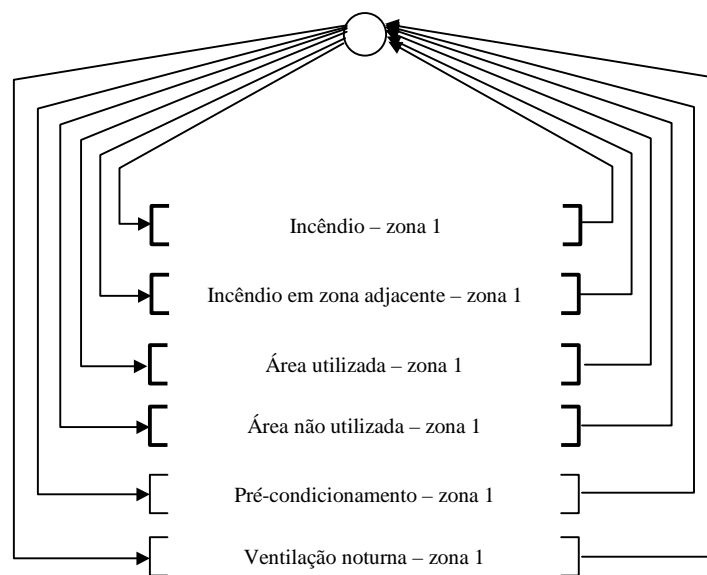 Incêndio – zona 1
Incêndio em zona adjacente – zona 1
Área utilizada – zona 1
Área não utilizada – zona 1
Pré-condicionamento – zona 1
Ventilação noturna – zona 1